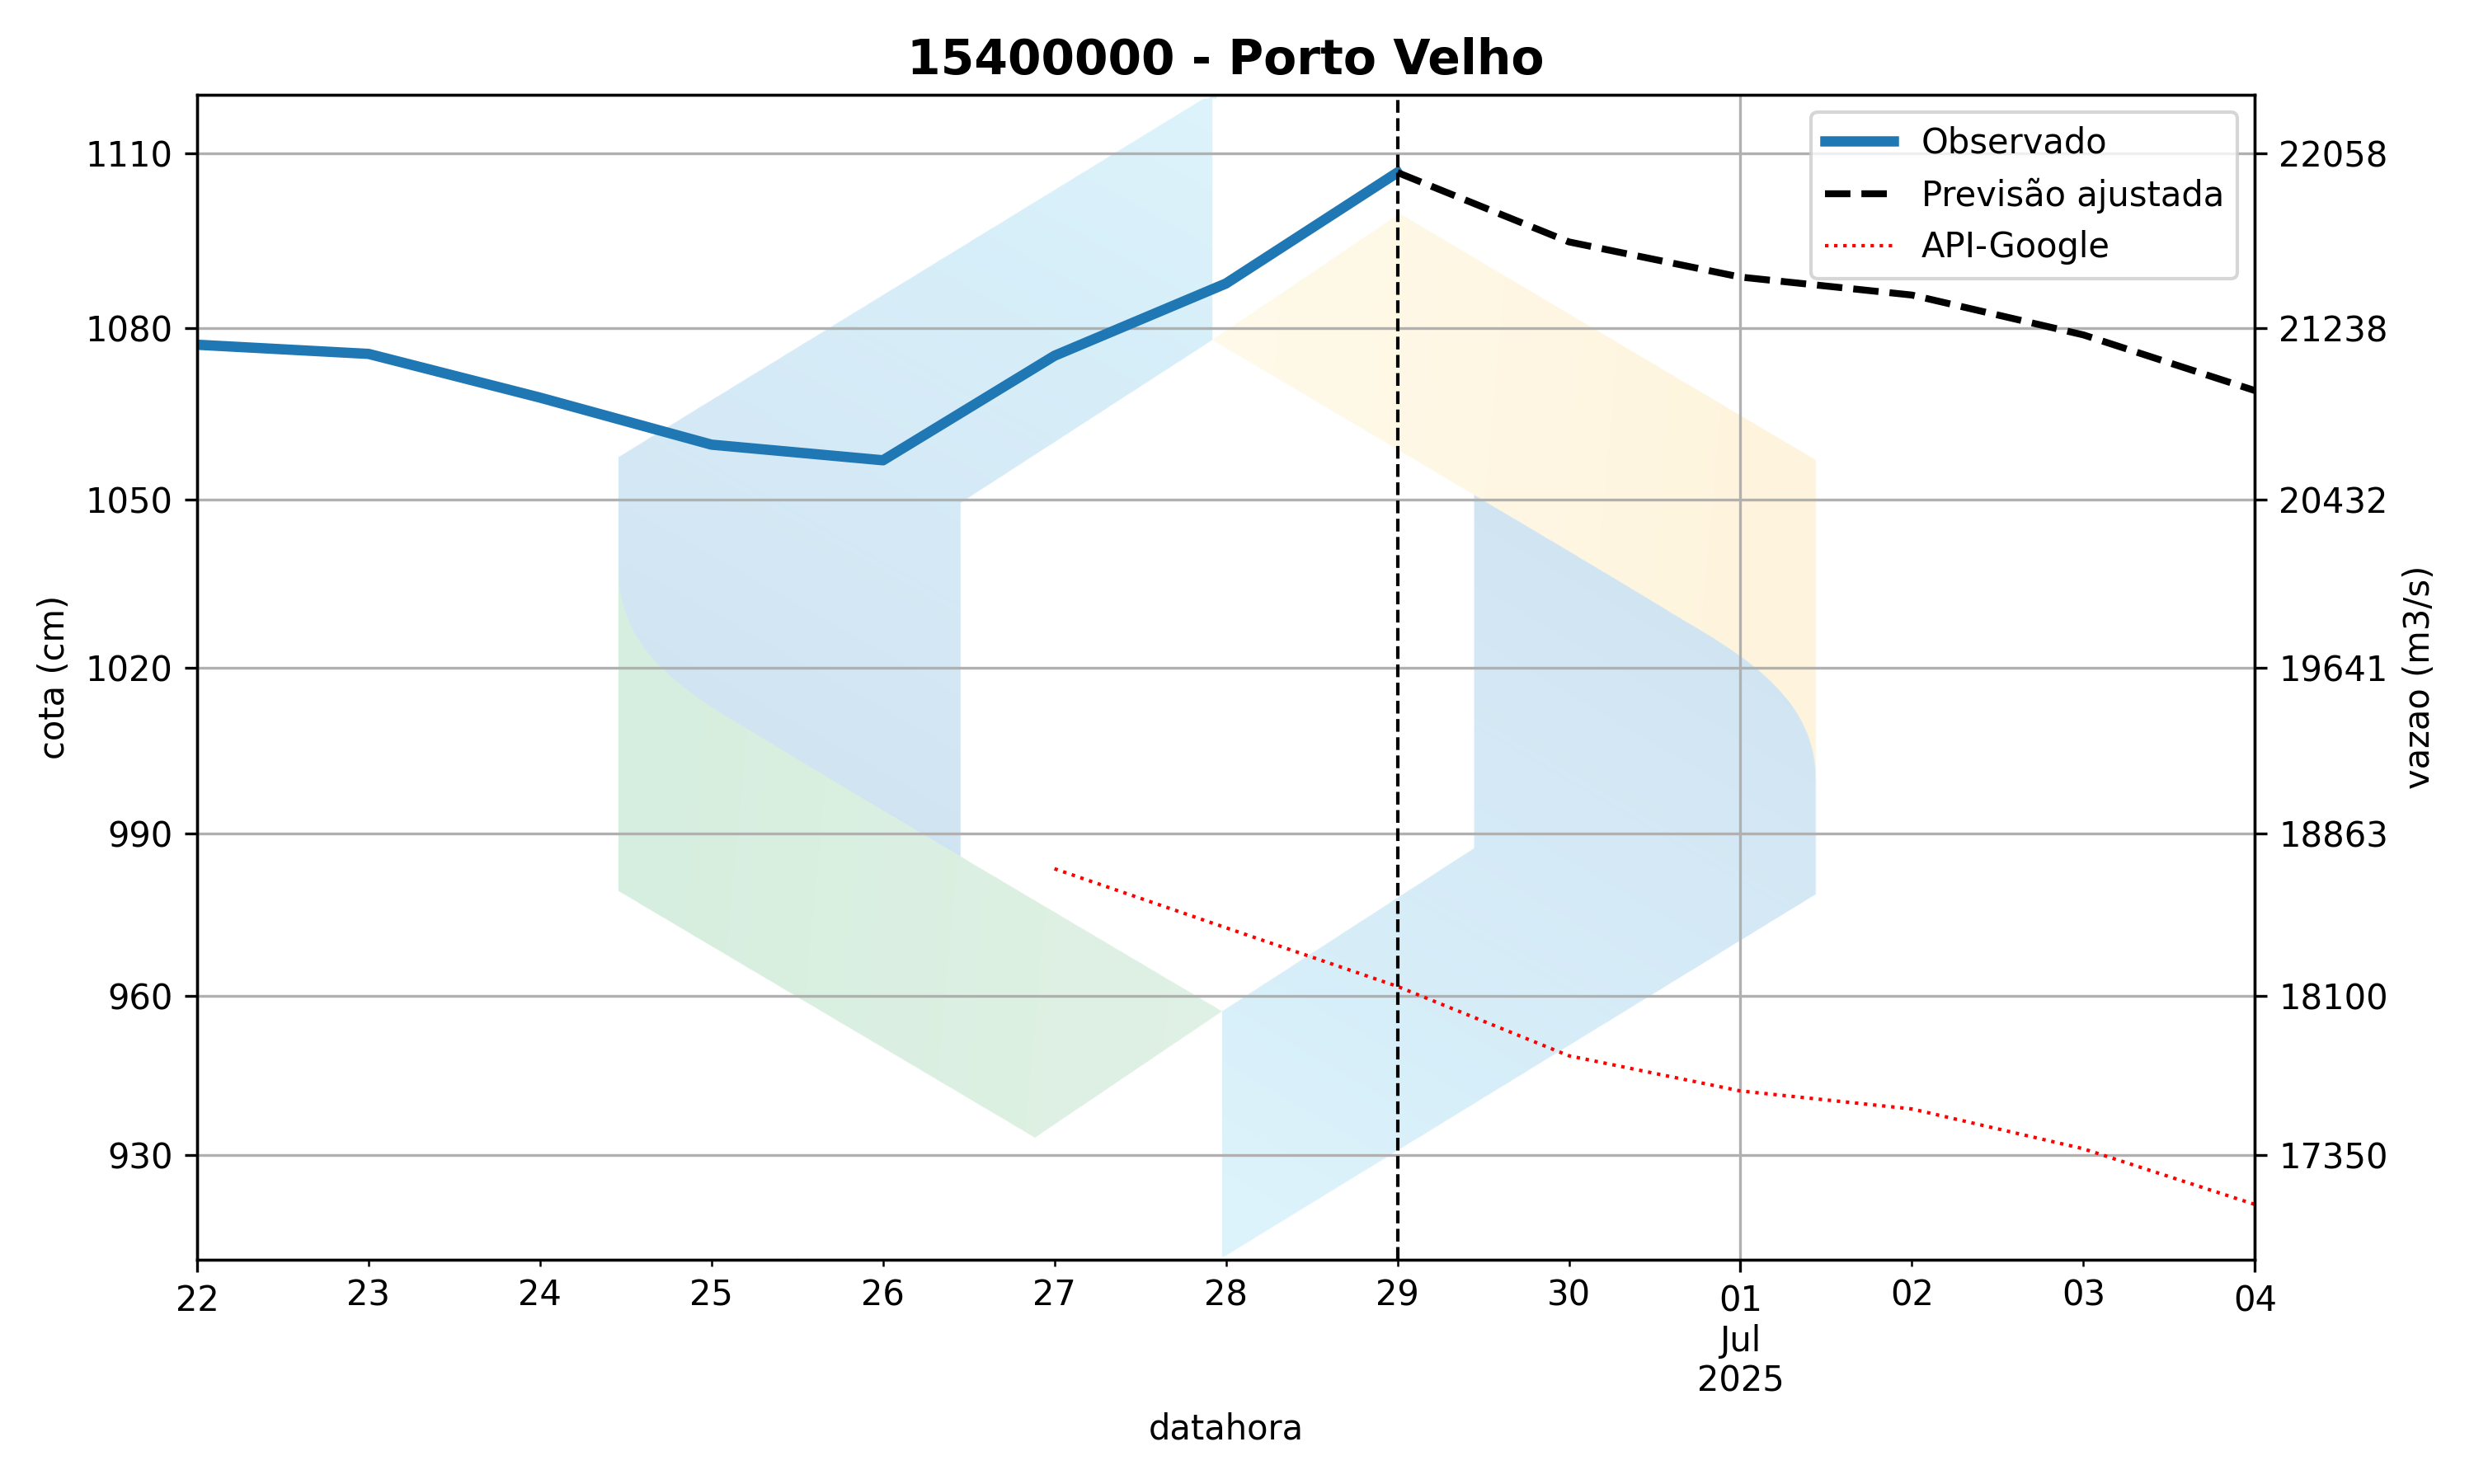 15400000 - Porto Velho
Observado
Previsão ajustada
API-Google
1110
1080
1050
1020
990
960
930
cota (cm)
22058
21238
20432
19641
18863
18100
17350
vazao (m3/s)
22 23 24 25 26 27 28 29 30 01 02 03 04
Jul
2025
datahora